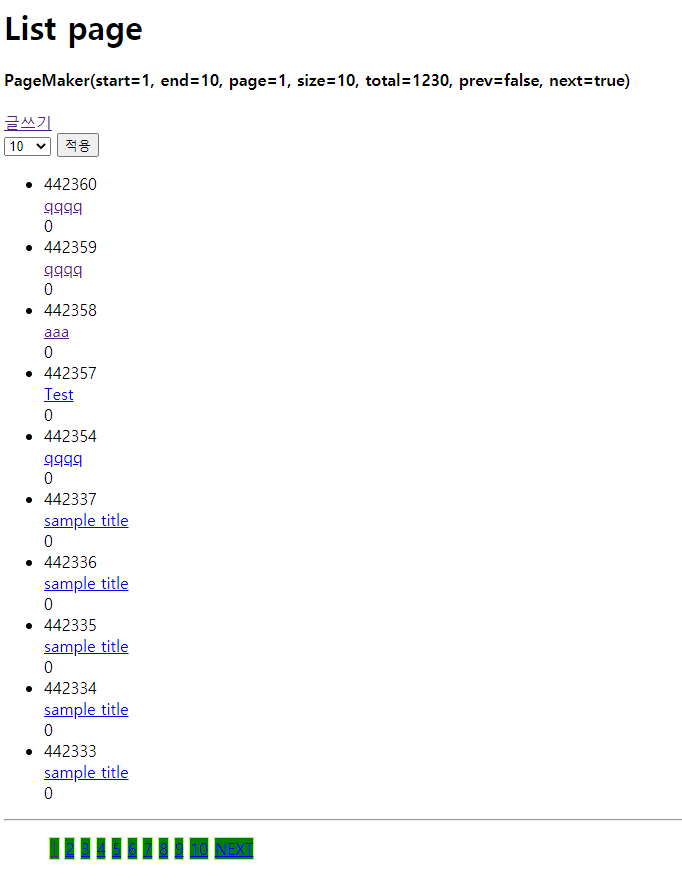 List page
PageMaker(start=1, end=10, page=1, size=10, total=1230, prev=false, next=true)
글쓰기
10 적용
442360
qqqq
0
442359
qqqq
0
442358
aaa
0
442357
Test
0
442354
qqqq
0
442337
sample title
0
442336
sample title
0
442335
sample title
0
442334
sample title
0
442333
sample title
0
1 2 3 4 5 6 7 8 9 10 NEXT